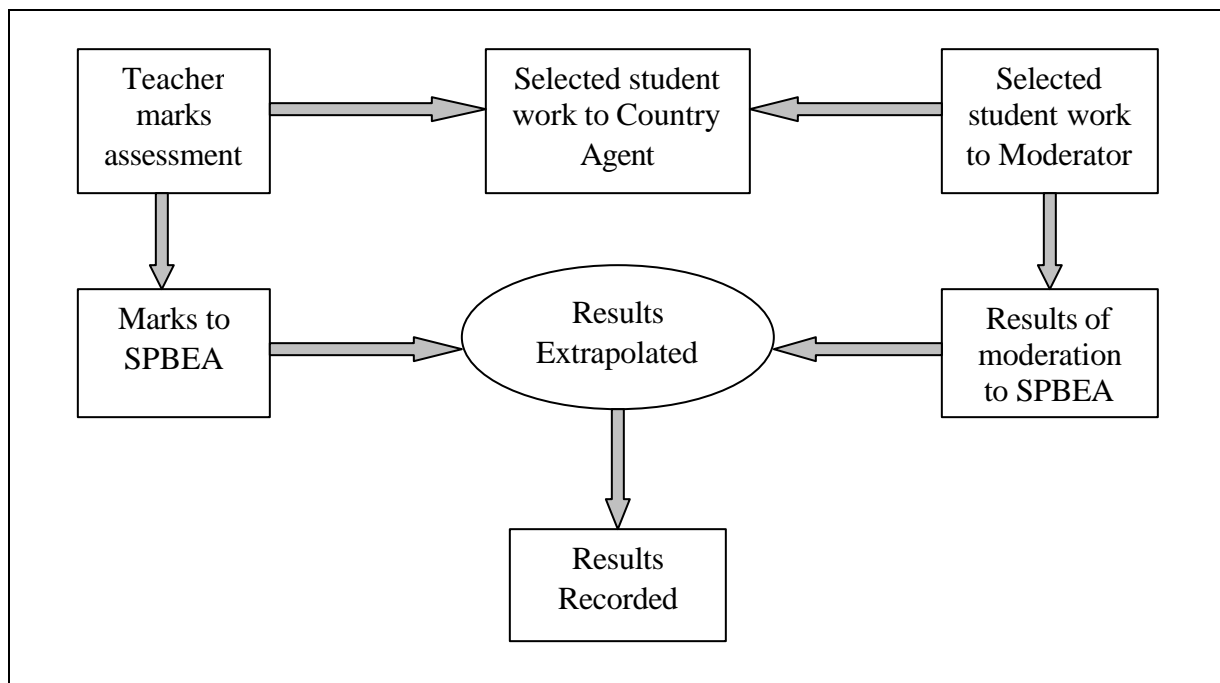 Teacher
marks
assessment
Selected student
work to Country
Agent
Selected
student work
to Moderator
Marks to
SPBEA
Results
Extrapolated
Results of
moderation
to SPBEA
Results
Recorded